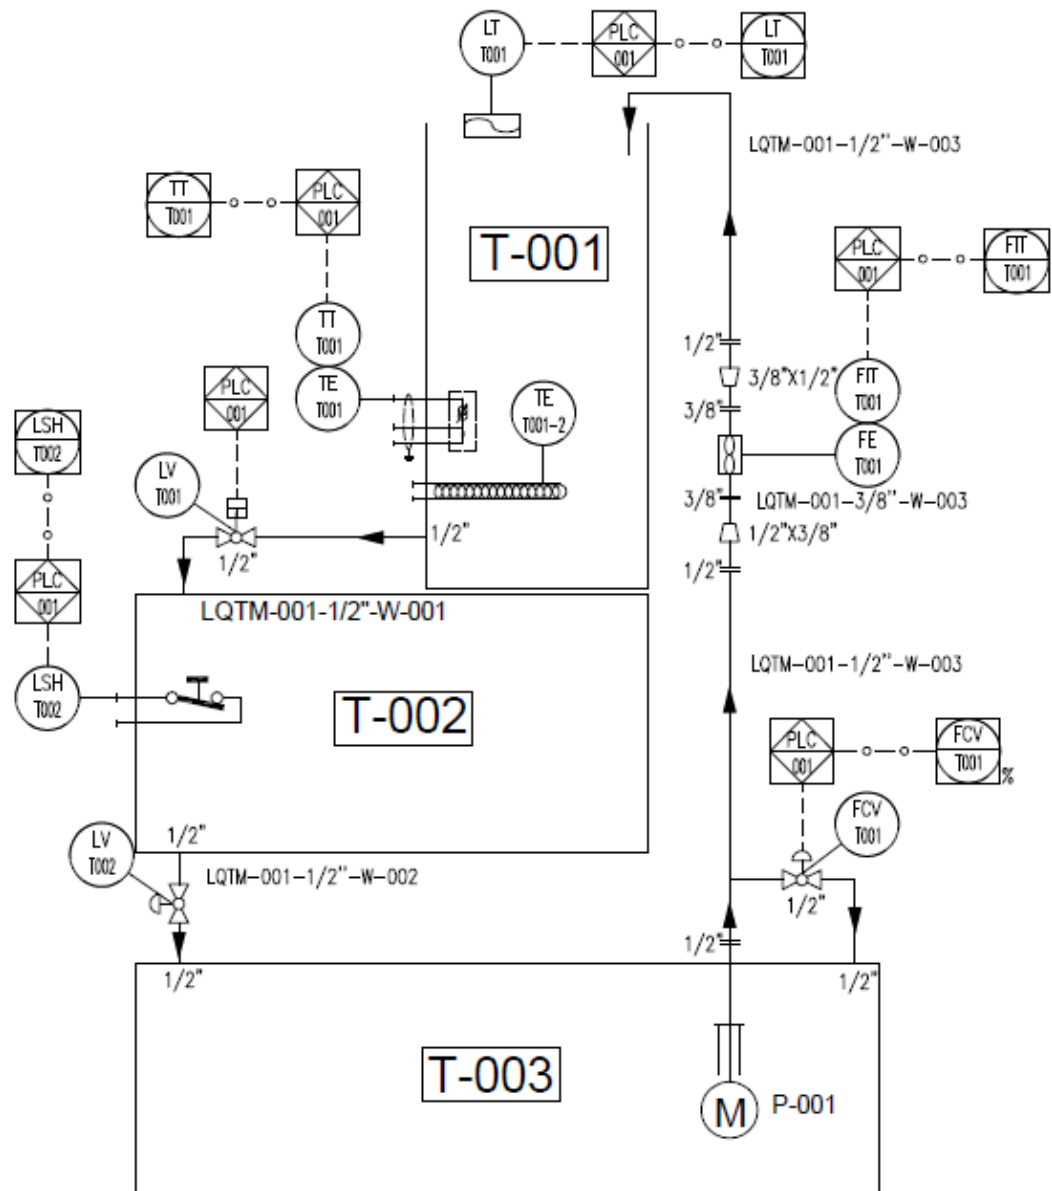 LT
T001
PLC
001
LT
T001
LQTM-001-1/2"-W-003
TT
T001
PLC
001
T-001
PLC
001
FIT
T001
TT
T001
1/2"
3/8"X1/2"
FIT
T001
PLC
001
TE
T001
TE
T001-2
3/8"
LSH
T002
FE
T001
LV
T001
3/8"
LQTM-001-3/8"-W-003
1/2"
1/2"X3/8"
1/2"
1/2"
PLC
001
LQTM-001-1/2"-W-001
LQTM-001-1/2"-W-003
LSH
T002
T-002
PLC
001
FCV
T001
%
FCV
T001
LV
T002
1/2"
LQTM-001-1/2"-W-002
1/2"
1/2"
1/2"
1/2"
T-003
M
P-001